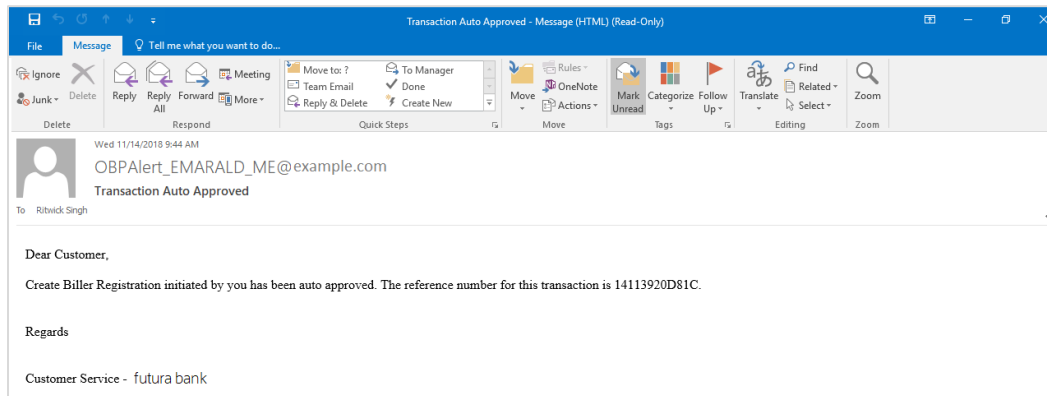 Transaction Auto Approved - Message (HTML) (Read-Only)
File Message Tell me what you want to do...
Ignore Delete Reply Reply All Forward Meeting Move to: ? To Manager Move Rules Mark Unread Categorize Follow Up Translate Find Zoom
Junk More Team Email Done OneNote Related
Reply & Delete Create New Actions Select
Delete Respond Quick Steps Move Tags Editing Zoom
Wed 11/14/2018 9:44 AM
OBPAlert_EMARALD_ME@example.com
Transaction Auto Approved
To Ritwick Singh
Dear Customer,
Create Biller Registration initiated by you has been auto approved. The reference number for this transaction is 14113920D81C.
Regards
Customer Service - futura bank